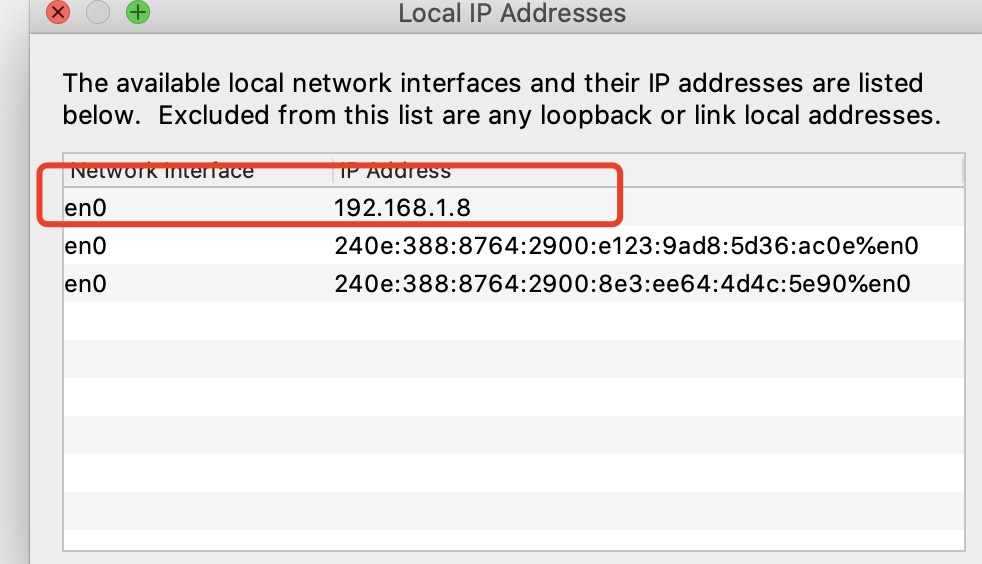 Local IP Addresses
The available local network interfaces and their IP addresses are listed
below.  Excluded from this list are any loopback or link local addresses.
Network Interface IP Address
en0 192.168.1.8
en0 240e:388:8764:2900:e123:9ad8:5d36:ac0e%en0
en0 240e:388:8764:2900:8e3:ee64:4d4c:5e90%en0